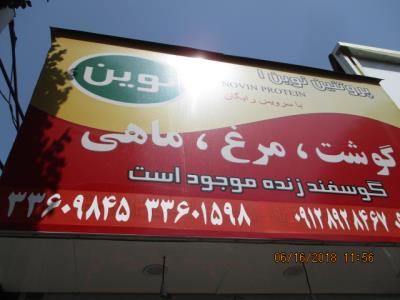 پروتئین نوین ۱
نوین
NOVIN PROTEIN
با سرویس رایگان
گوشت ، مرغ ، ماهی
گوسفند زنده موجود است
۳۳۶۰۹۸۴۵ ۳۳۶۰۱۵۹۸ ۰۹۱۲۸۹۲۸۴۶۷
06/16/2018 11:56